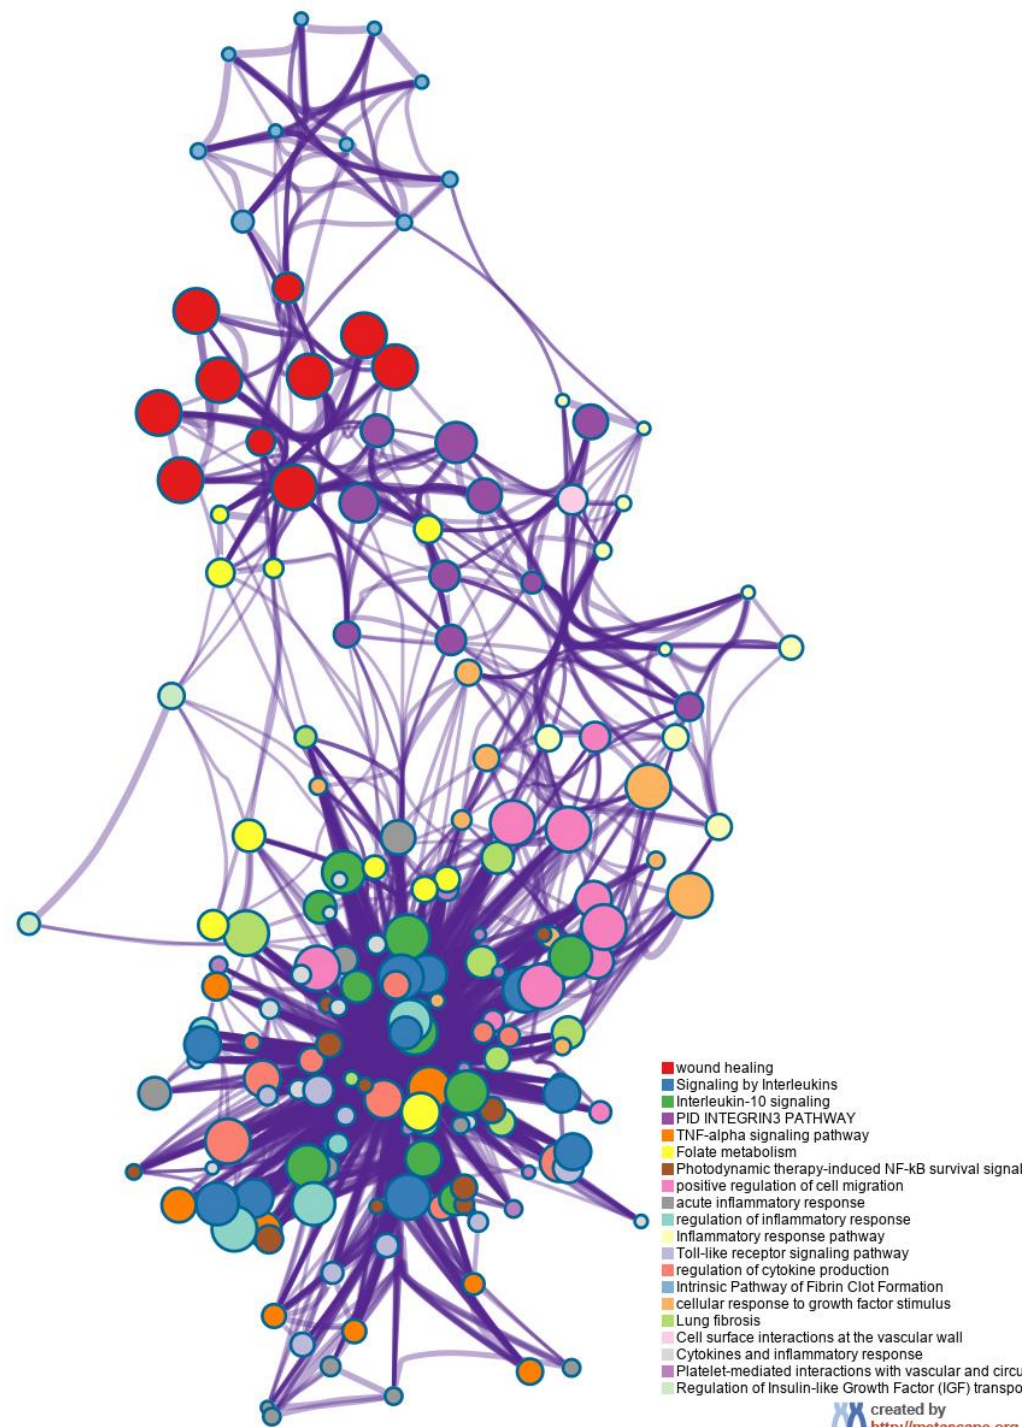 wound healing
Signaling by Interleukins
Interleukin-10 signaling
PID INTEGRIN3 PATHWAY
TNF-alpha signaling pathway
Folate metabolism
Photodynamic therapy-induced NF-kB survival signal
positive regulation of cell migration
acute inflammatory response
regulation of inflammatory response
Inflammatory response pathway
Toll-like receptor signaling pathway
regulation of cytokine production
Intrinsic Pathway of Fibrin Clot Formation
cellular response to growth factor stimulus
Lung fibrosis
Cell surface interactions at the vascular wall
Cytokines and inflammatory response
Platelet-mediated interactions with vascular and circu
Regulation of Insulin-like Growth Factor (IGF) transpo
created by
http://metascape.org